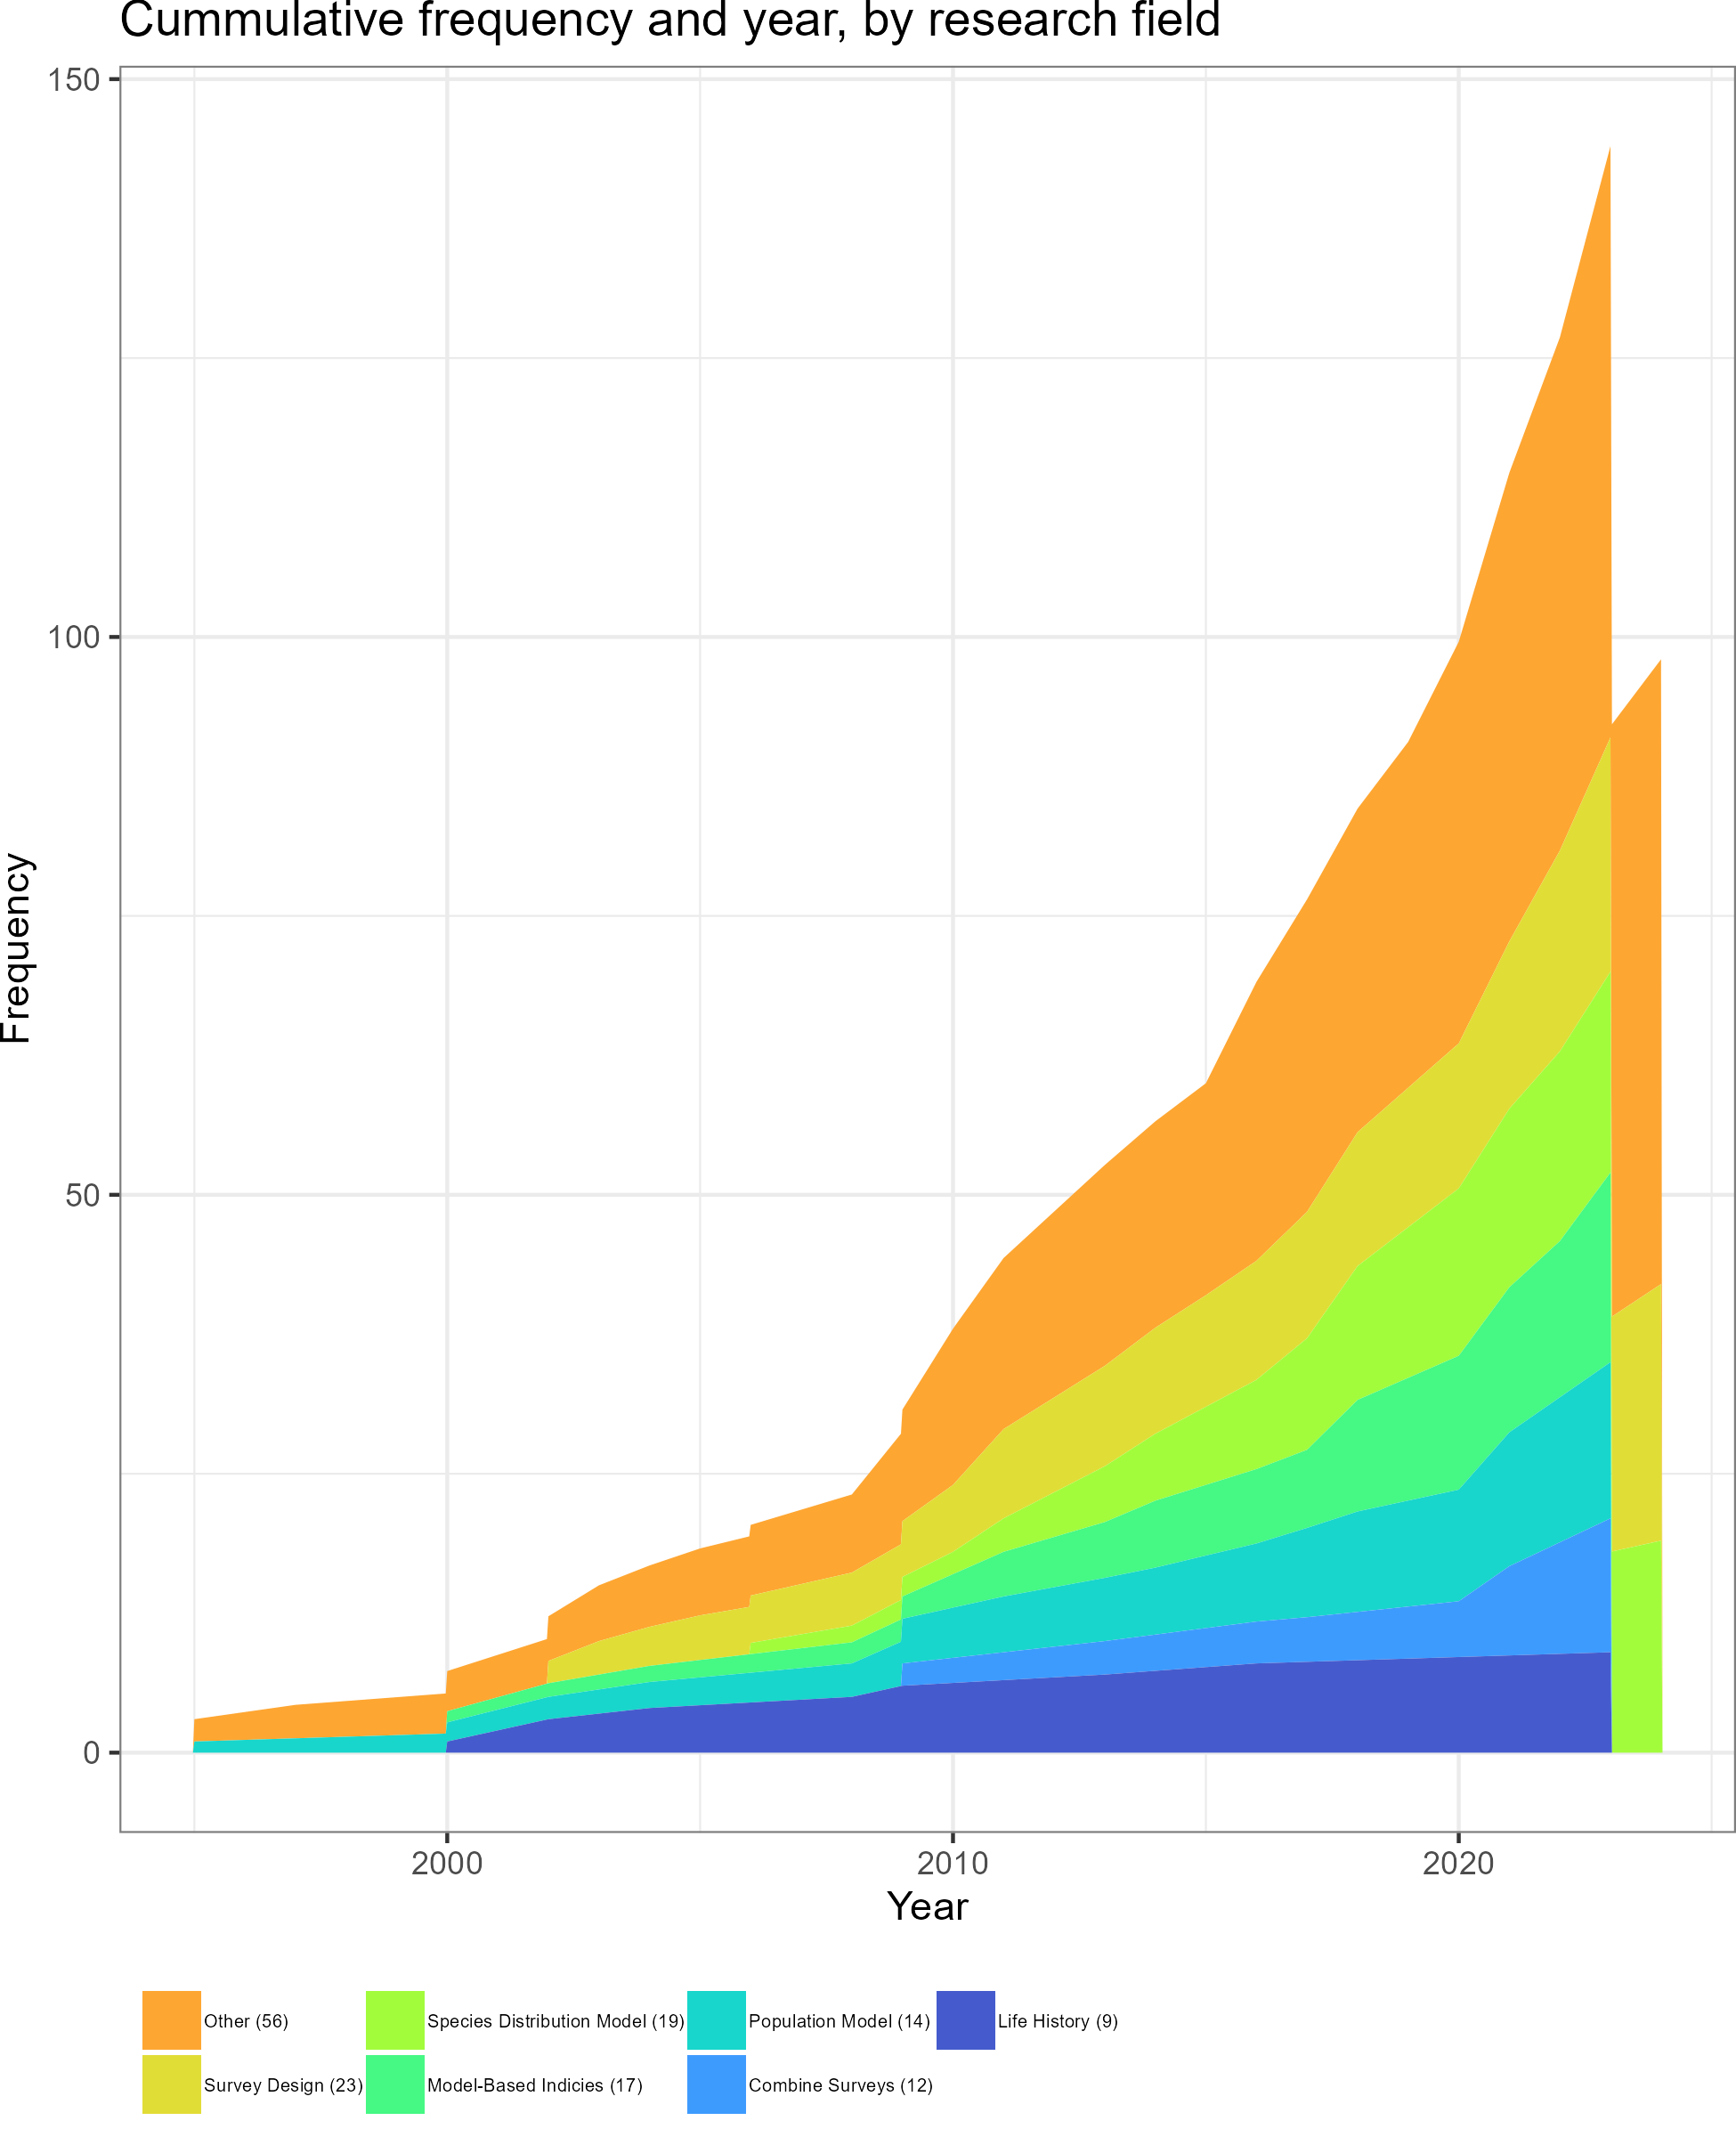 Cummulative frequency and year, by research field
150
100
50
0
Frequency
2000
2010
2020
Year
Other (56)
Species Distribution Model (19)
Population Model (14)
Life History (9)
Survey Design (23)
Model-Based Indicies (17)
Combine Surveys (12)